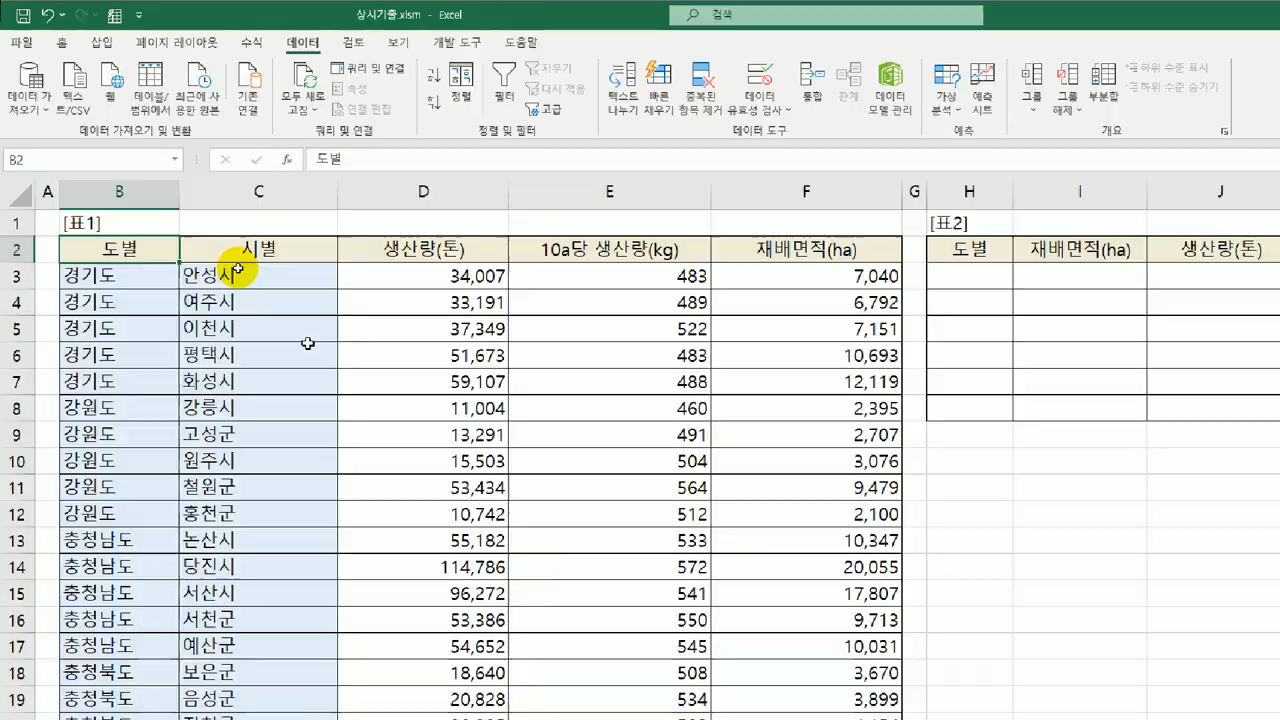 상시기출.xlsm - Excel
검색
파일 홈 삽입 페이지 레이아웃 수식 데이터 검토 보기 개발 도구 도움말
데이터 가져오기 텍스트/CSV 웹 테이블/범위에서 최근에 사용한 원본 기존 연결
데이터 가져오기 및 변환
모두 새로 고침 쿼리 및 연결 속성 연결 편집
쿼리 및 연결
정렬 필터 지우기 다시 적용 고급
정렬 및 필터
텍스트 나누기 빠른 채우기 중복된 항목 제거 데이터 유효성 검사 통합 관계 데이터 모델 관리
데이터 도구
가상 분석 예측 시트
예측
그룹 그룹 해제 부분합 하위 수준 표시 하위 수준 숨기기
개요
B2 fx 도별
A B C D E F G H I J
1 [표1] [표2]
2 도별 시별 생산량(톤) 10a당 생산량(kg) 재배면적(ha) 도별 재배면적(ha) 생산량(톤)
3 경기도 안성시 34,007 483 7,040
4 경기도 여주시 33,191 489 6,792
5 경기도 이천시 37,349 522 7,151
6 경기도 평택시 51,673 483 10,693
7 경기도 화성시 59,107 488 12,119
8 강원도 강릉시 11,004 460 2,395
9 강원도 고성군 13,291 491 2,707
10 강원도 원주시 15,503 504 3,076
11 강원도 철원군 53,434 564 9,479
12 강원도 홍천군 10,742 512 2,100
13 충청남도 논산시 55,182 533 10,347
14 충청남도 당진시 114,786 572 20,055
15 충청남도 서산시 96,272 541 17,807
16 충청남도 서천군 53,386 550 9,713
17 충청남도 예산군 54,652 545 10,031
18 충청북도 보은군 18,640 508 3,670
19 충청북도 음성군 20,828 534 3,899